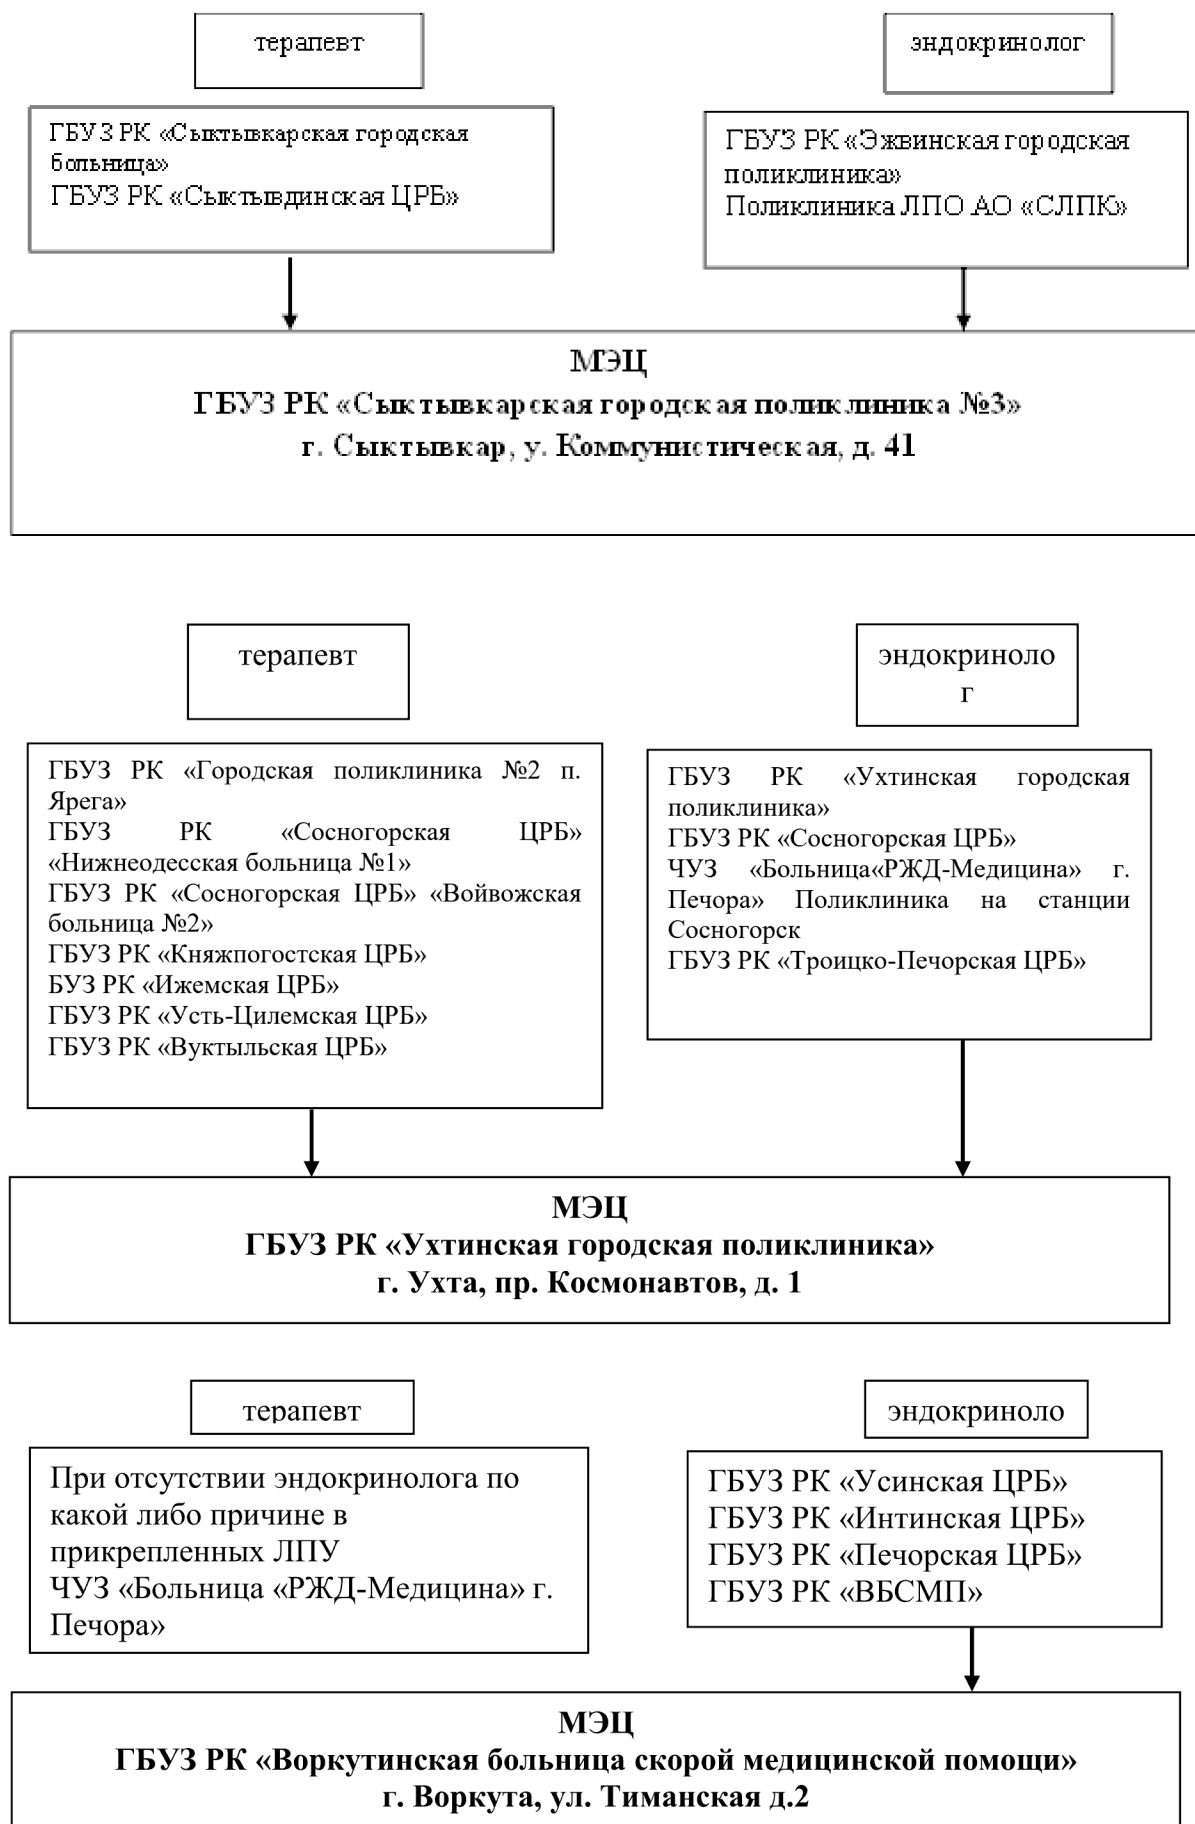 терапевт
эндокринолог
ГБУЗ РК «Сыктывкарская городская
больница»
ГБУЗ РК «Сыктывдинская ЦРБ»
ГБУЗ РК «Эжвинская городская
поликлиника»
Поликлиника ЛПО АО «СЛПК»
МЭЦ
ГБУЗ РК «Сыктывкарская городская поликлиника №3»
г. Сыктывкар, у. Коммунистическая, д. 41
терапевт
эндокриноло
г
ГБУЗ РК «Городская поликлиника №2 п.
Ярега»
ГБУЗ РК «Сосногорская ЦРБ»
«Нижнеодесская больница №1»
ГБУЗ РК «Сосногорская ЦРБ» «Войвожская
больница №2»
ГБУЗ РК «Княжпогостская ЦРБ»
БУЗ РК «Ижемская ЦРБ»
ГБУЗ РК «Усть-Цилемская ЦРБ»
ГБУЗ РК «Вуктыльская ЦРБ»
ГБУЗ РК «Ухтинская городская
поликлиника»
ГБУЗ РК «Сосногорская ЦРБ»
ЧУЗ «Больница«РЖД-Медицина» г.
Печора» Поликлиника на станции
Сосногорск
ГБУЗ РК «Троицко-Печорская ЦРБ»
МЭЦ
ГБУЗ РК «Ухтинская городская поликлиника»
г. Ухта, пр. Космонавтов, д. 1
терапевт
эндокриноло
При отсутствии эндокринолога по
какой либо причине в
прикрепленных ЛПУ
ЧУЗ «Больница «РЖД-Медицина» г.
Печора»
ГБУЗ РК «Усинская ЦРБ»
ГБУЗ РК «Интинская ЦРБ»
ГБУЗ РК «Печорская ЦРБ»
ГБУЗ РК «ВБСМП»
МЭЦ
ГБУЗ РК «Воркутинская больница скорой медицинской помощи»
г. Воркута, ул. Тиманская д.2